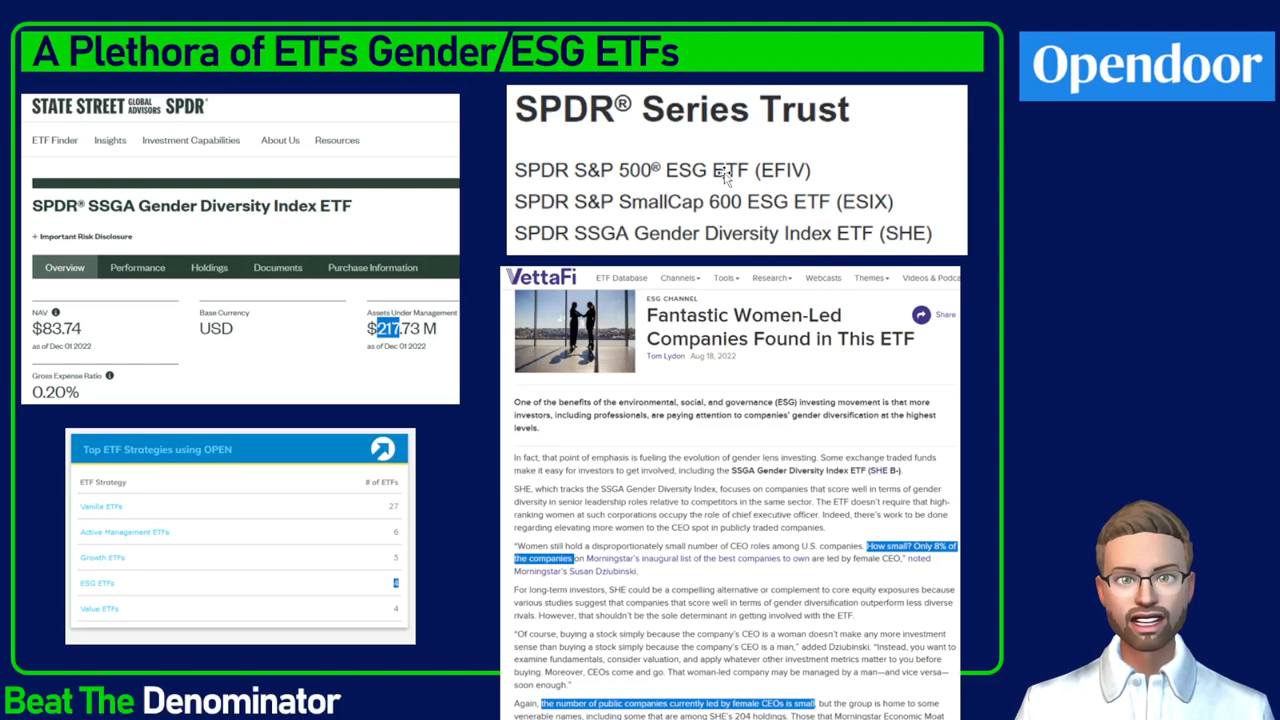 A Plethora of ETFs Gender/ESG ETFs
Opendoor
STATE STREET GLOBAL ADVISORS SPDR®
ETF Finder Insights Investment Capabilities About Us Resources
SPDR® SSGA Gender Diversity Index ETF
+ Important Risk Disclosure
Overview Performance Holdings Documents Purchase Information
NAV Base Currency Assets Under Management
$83.74 USD $217.73 M
as of Dec 01 2022 as of Dec 01 2022
Gross Expense Ratio
0.20%
Top ETF Strategies using OPEN
ETF Strategy # of ETFs
Vanilla ETFs 27
Active Management ETFs 6
Growth ETFs 5
ESG ETFs 4
Value ETFs 4
SPDR® Series Trust
SPDR S&P 500® ESG ETF (EFIV)
SPDR S&P SmallCap 600 ESG ETF (ESIX)
SPDR SSGA Gender Diversity Index ETF (SHE)
VettaFi ETF Database Channels Tools Research Webcasts Themes Videos & Podca
ESG CHANNEL
Fantastic Women-Led
Companies Found in This ETF
Share
Tom Lydon Aug 18, 2022
One of the benefits of the environmental, social, and governance (ESG) investing movement is that more
investors, including professionals, are paying attention to companies' gender diversification at the highest
levels.
In fact, that point of emphasis is fueling the evolution of gender lens investing. Some exchange traded funds
make it easy for investors to get involved, including the SSGA Gender Diversity Index ETF (SHE B-).
SHE, which tracks the SSGA Gender Diversity Index, focuses on companies that score well in terms of gender
diversity in senior leadership roles relative to competitors in the same sector. The ETF doesn't require that high-
ranking women at such corporations occupy the role of chief executive officer. Indeed, there's work to be done
regarding elevating more women to the CEO spot in publicly traded companies.
"Women still hold a disproportionately small number of CEO roles among U.S. companies. How small? Only 8% of
the companies on Morningstar's inaugural list of the best companies to own are led by female CEO," noted
Morningstar's Susan Dziubinski.
For long-term investors, SHE could be a compelling alternative or complement to core equity exposures because
various studies suggest that companies that score well in terms of gender diversification outperform less diverse
rivals. However, that shouldn't be the sole determinant in getting involved with the ETF.
"Of course, buying a stock simply because the company's CEO is a woman doesn't make any more investment
sense than buying a stock simply because the company's CEO is a man," added Dziubinski. "Instead, you want to
examine fundamentals, consider valuation, and apply whatever other investment metrics matter to you before
buying. Moreover, CEOs come and go. That woman-led company may be managed by a man—and vice versa—
soon enough."
Again, the number of public companies currently led by female CEOs is small, but the group is home to some
venerable names, including some that are among SHE's 204 holdings. Those that Morningstar Economic Moat
Beat The Denominator